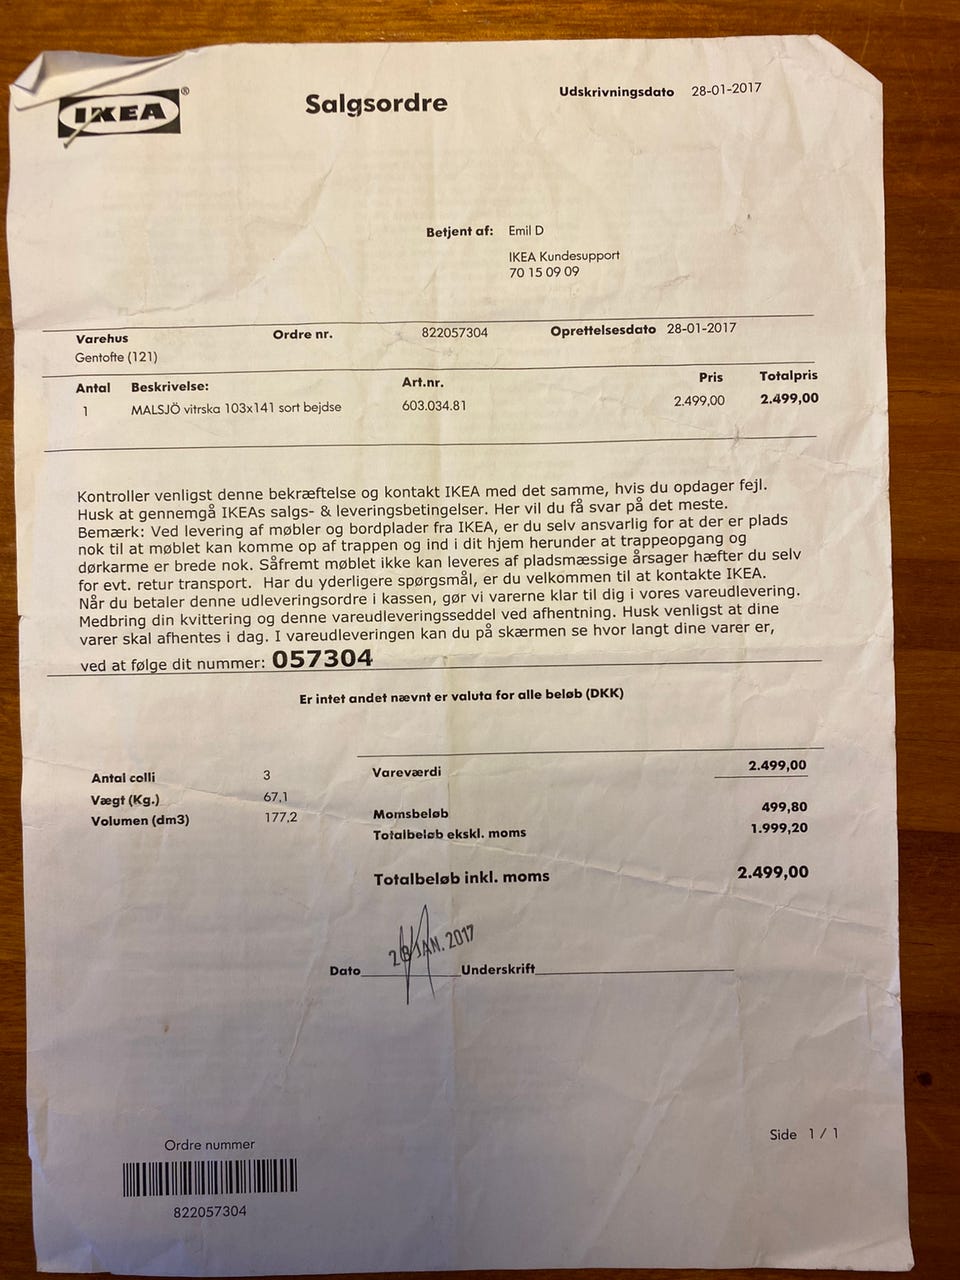 IKEA®
Salgsordre
Udskrivningsdato 28-01-2017
Betjent af: Emil D
IKEA Kundesupport
70 15 09 09
Varehus Ordre nr. 822057304 Oprettelsesdato 28-01-2017
Gentofte (121)
Antal Beskrivelse: Art.nr. Pris Totalpris
1 MALSJÖ vitrska 103x141 sort bejdse 603.034.81 2.499,00 2.499,00
Kontroller venligst denne bekræftelse og kontakt IKEA med det samme, hvis du opdager fejl.
Husk at gennemgå IKEAs salgs- & leveringsbetingelser. Her vil du få svar på det meste.
Bemærk: Ved levering af møbler og bordplader fra IKEA, er du selv ansvarlig for at der er plads
nok til at møblet kan komme op af trappen og ind i dit hjem herunder at trappeopgang og
dørkarme er brede nok. Såfremt møblet ikke kan leveres af pladsmæssige årsager hæfter du selv
for evt. retur transport. Har du yderligere spørgsmål, er du velkommen til at kontakte IKEA.
Når du betaler denne udleveringsordre i kassen, gør vi varerne klar til dig i vores vareudlevering.
Medbring din kvittering og denne vareudleveringsseddel ved afhentning. Husk venligst at dine
varer skal afhentes i dag. I vareudleveringen kan du på skærmen se hvor langt dine varer er,
ved at følge dit nummer: 057304
Er intet andet nævnt er valuta for alle beløb (DKK)
Antal colli 3 Vareværdi 2.499,00
Vægt (Kg.) 67,1
Volumen (dm3) 177,2
Momsbeløb 499,80
Totalbeløb ekskl. moms 1.999,20
Totalbeløb inkl. moms 2.499,00
28 JAN. 2017
Dato Underskrift
Side 1 / 1
Ordre nummer
822057304